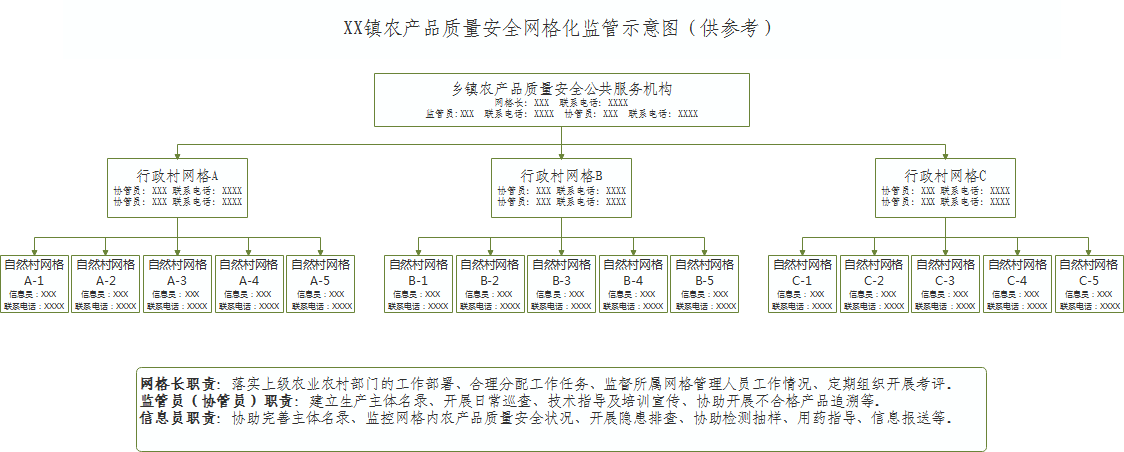 XX镇农产品质量安全网格化监管示意图（供参考）
乡镇农产品质量安全公共服务机构
网格长：XXX 联系电话：XXXX
监管员:XXX 联系电话：XXXX 协管员：XXX 联系电话：XXXX
行政村网格A
协管员：XXX 联系电话：XXXX
协管员：XXX 联系电话：XXXX
行政村网格B
协管员：XXX 联系电话：XXXX
协管员：XXX 联系电话：XXXX
行政村网格C
协管员：XXX 联系电话：XXXX
协管员：XXX 联系电话：XXXX
自然村网格
A-1
信息员：XXX
联系电话：XXXX
自然村网格
A-2
信息员：XXX
联系电话：XXXX
自然村网格
A-3
信息员：XXX
联系电话：XXXX
自然村网格
A-4
信息员：XXX
联系电话：XXXX
自然村网格
A-5
信息员：XXX
联系电话：XXXX
自然村网格
B-1
信息员：XXX
联系电话：XXXX
自然村网格
B-2
信息员：XXX
联系电话：XXXX
自然村网格
B-3
信息员：XXX
联系电话：XXXX
自然村网格
B-4
信息员：XXX
联系电话：XXXX
自然村网格
B-5
信息员：XXX
联系电话：XXXX
自然村网格
C-1
信息员：XXX
联系电话：XXXX
自然村网格
C-2
信息员：XXX
联系电话：XXXX
自然村网格
C-3
信息员：XXX
联系电话：XXXX
自然村网格
C-4
信息员：XXX
联系电话：XXXX
自然村网格
C-5
信息员：XXX
联系电话：XXXX
网格长职责：落实上级农业农村部门的工作部署、合理分配工作任务、监督所属网格管理人员工作情况、定期组织开展考评．
监管员（协管员）职责：建立生产主体名录、开展日常巡查、技术指导及培训宣传、协助开展不合格产品追溯等．
信息员职责：协助完善主体名录、监控网格内农产品质量安全状况、开展隐患排查、协助检测抽样、用药指导、信息报送等．